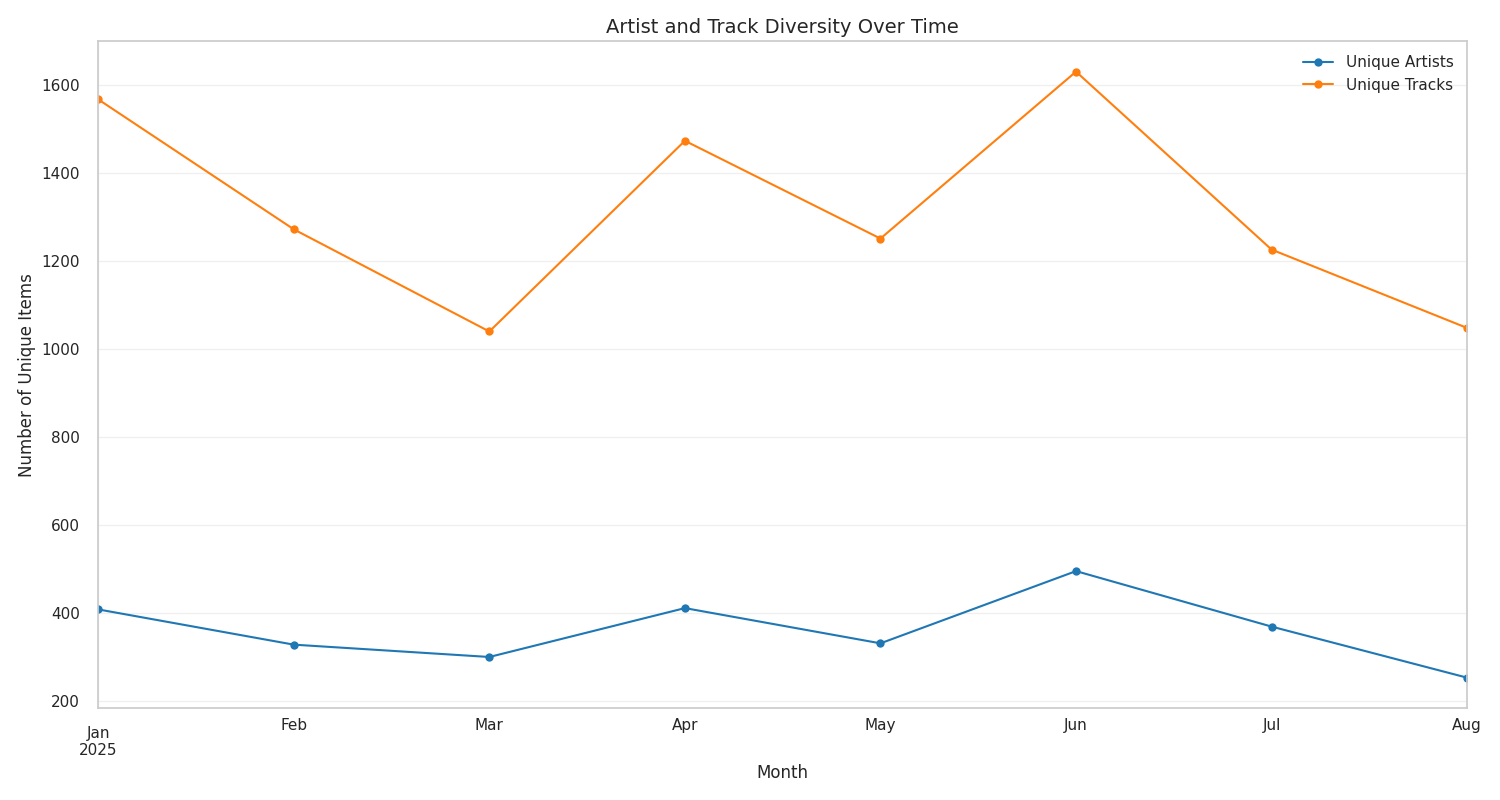 Artist and Track Diversity Over Time
Unique Artists
Unique Tracks
Number of Unique Items
1600
1400
1200
1000
800
600
400
200
Jan
2025
Feb
Mar
Apr
May
Jun
Jul
Aug
Month